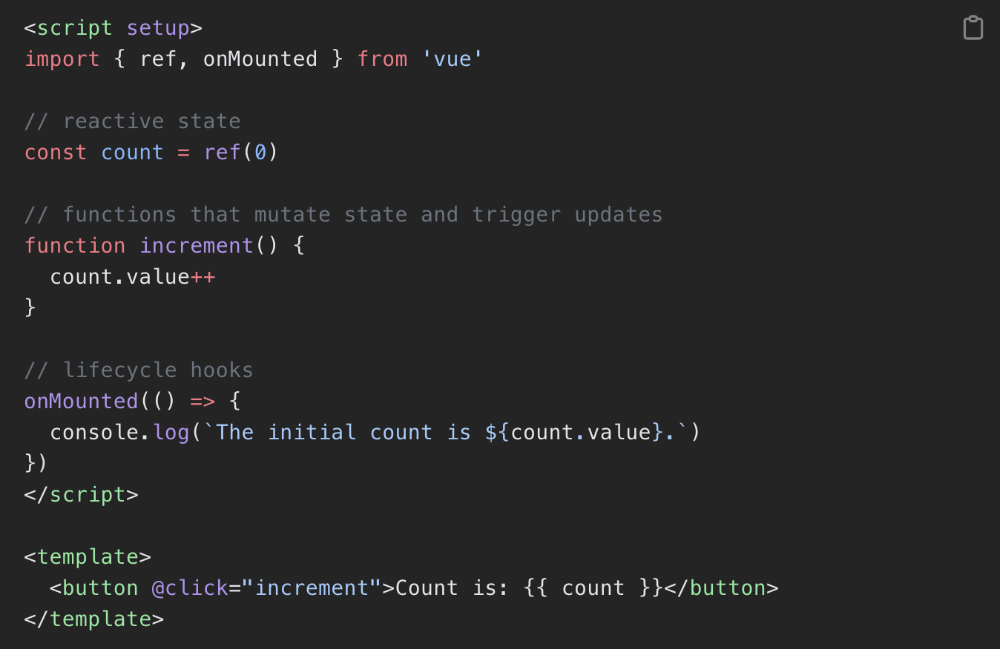 <script setup>
import { ref, onMounted } from 'vue'

// reactive state
const count = ref(0)

// functions that mutate state and trigger updates
function increment() {
  count.value++
}

// lifecycle hooks
onMounted(() => {
  console.log(`The initial count is ${count.value}.`)
})
</script>

<template>
  <button @click="increment">Count is: {{ count }}</button>
</template>